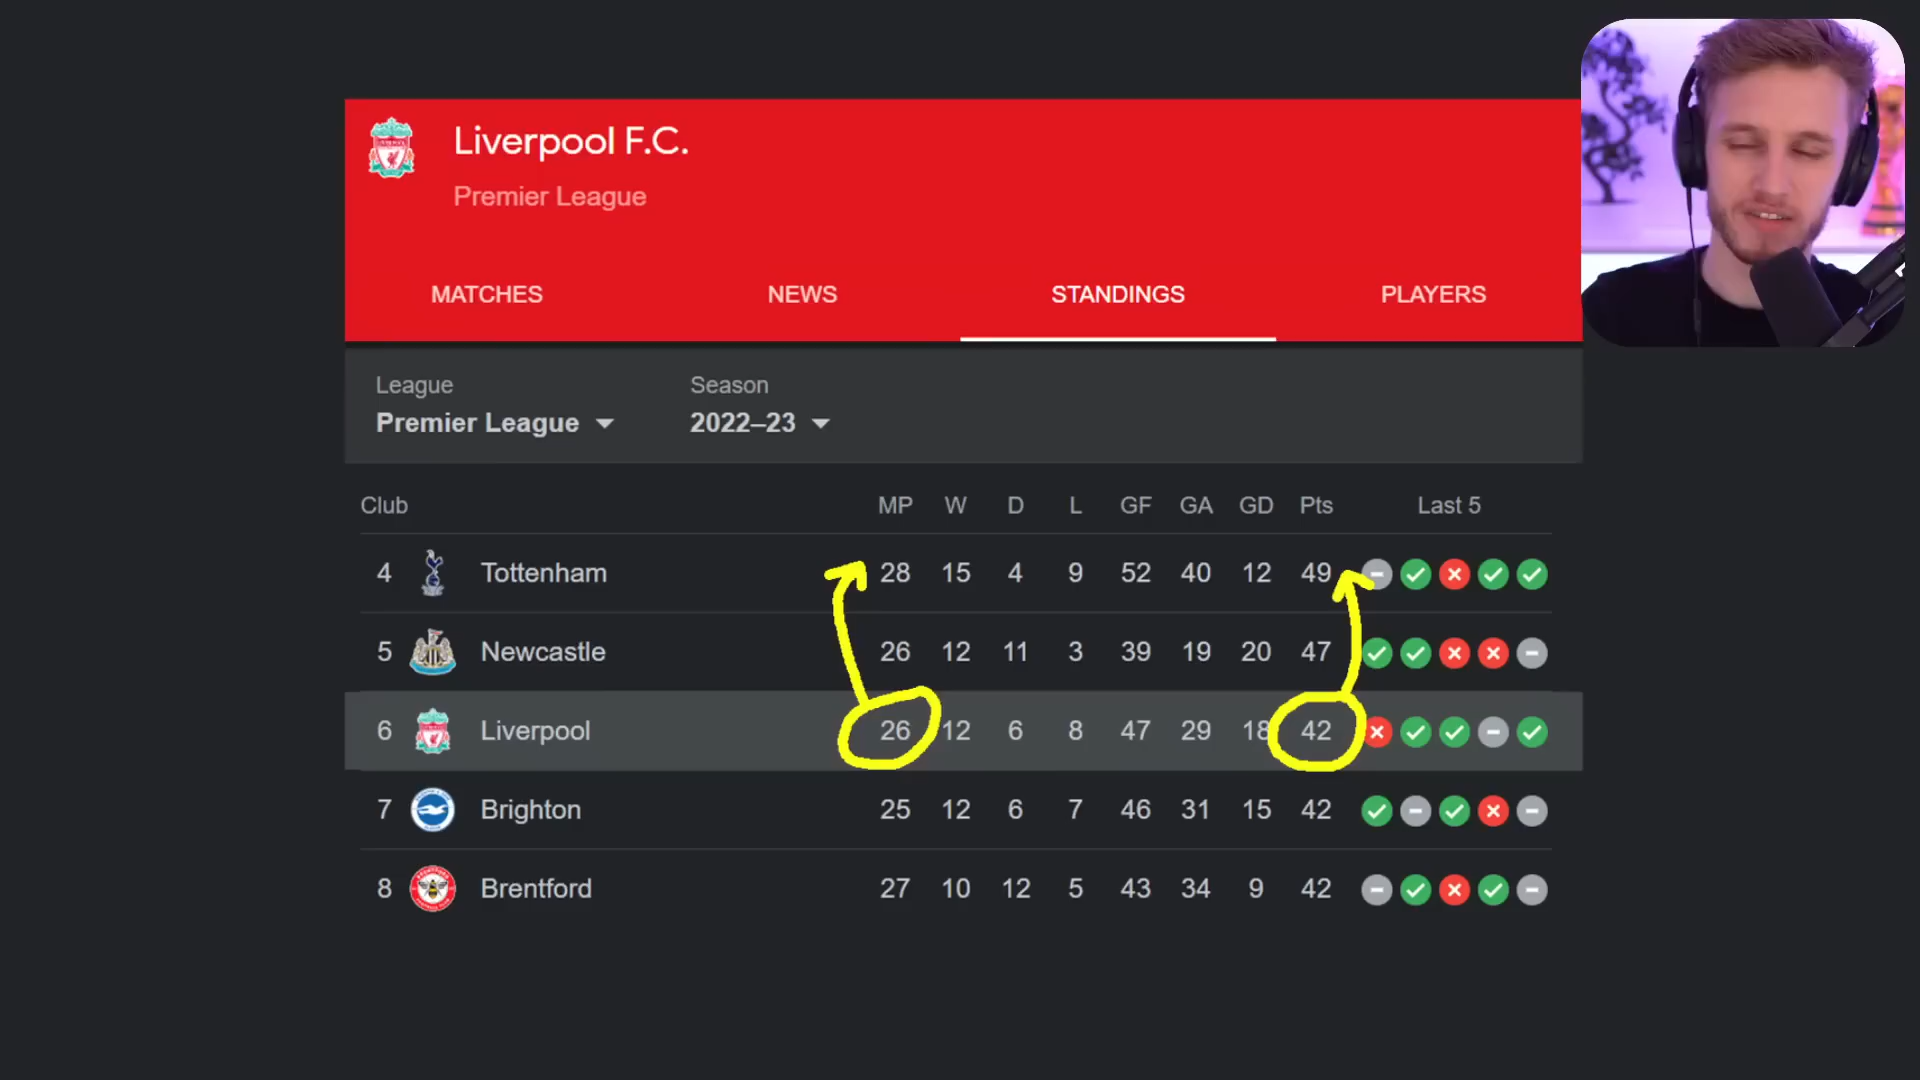 Liverpool F.C.
Premier League
MATCHES NEWS STANDINGS PLAYERS
League Season
Premier League 2022–23
Club MP W D L GF GA GD Pts Last 5
4 Tottenham 28 15 4 9 52 40 12 49
5 Newcastle 26 12 11 3 39 19 20 47
6 Liverpool 26 12 6 8 47 29 18 42
7 Brighton 25 12 6 7 46 31 15 42
8 Brentford 27 10 12 5 43 34 9 42